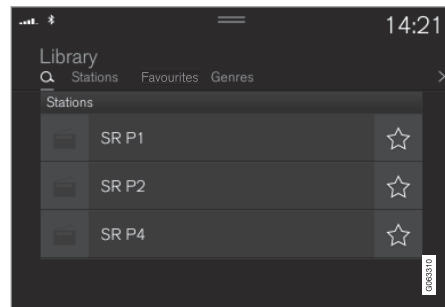 14:21
Library
Stations Favourites Genres
Stations
SR P1
SR P2
SR P4
G063310